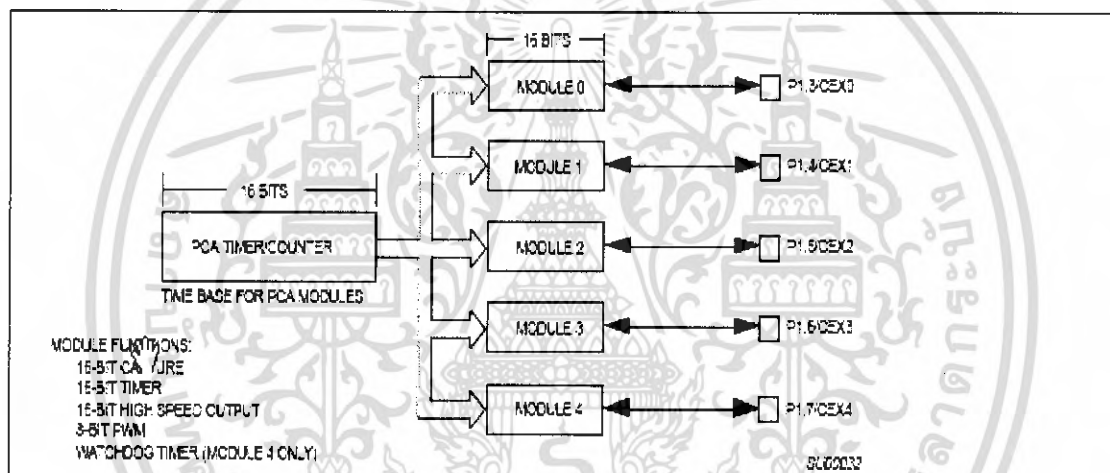 16 BITS
MODULE 0
P1.3/CEX0
MODULE 1
P1.4/CEX1
16 BITS
PCA TIMER/COUNTER
MODULE 2
P1.5/CEX2
TIME BASE FOR PCA MODULES
MODULE 3
P1.6/CEX3
MODULE FUNCTIONS:
16-BIT CAPTURE
16-BIT TIMER
16-BIT HIGH SPEED OUTPUT
8-BIT PWM
WATCHDOG TIMER (MODULE 4 ONLY)
MODULE 4
P1.7/CEX4